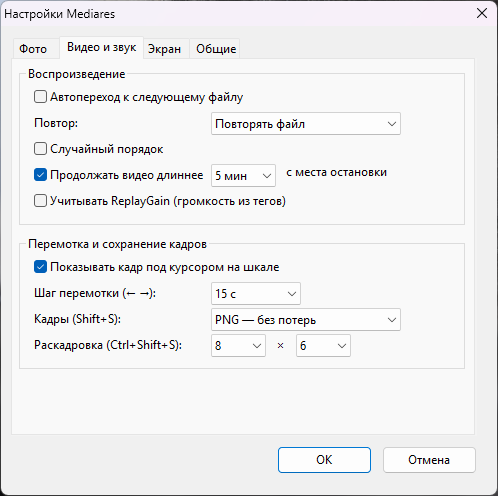 Настройки Mediares
Фото Видео и звук Экран Общие
Воспроизведение
Автопереход к следующему файлу
Повтор: Повторять файл
Случайный порядок
Продолжать видео длиннее 5 мин с места остановки
Учитывать ReplayGain (громкость из тегов)
Перемотка и сохранение кадров
Показывать кадр под курсором на шкале
Шаг перемотки (← →): 15 с
Кадры (Shift+S): PNG — без потерь
Раскадровка (Ctrl+Shift+S): 8 × 6
OK Отмена